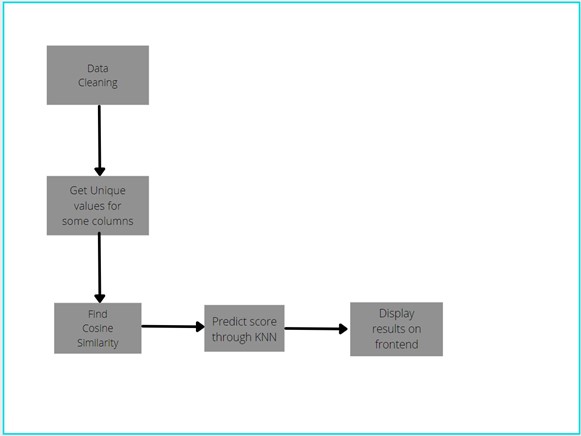 Data
Cleaning
Get Unique
values for
some columns
Find
Cosine
Similarity
Predict score
through KNN
Display
results on
frontend